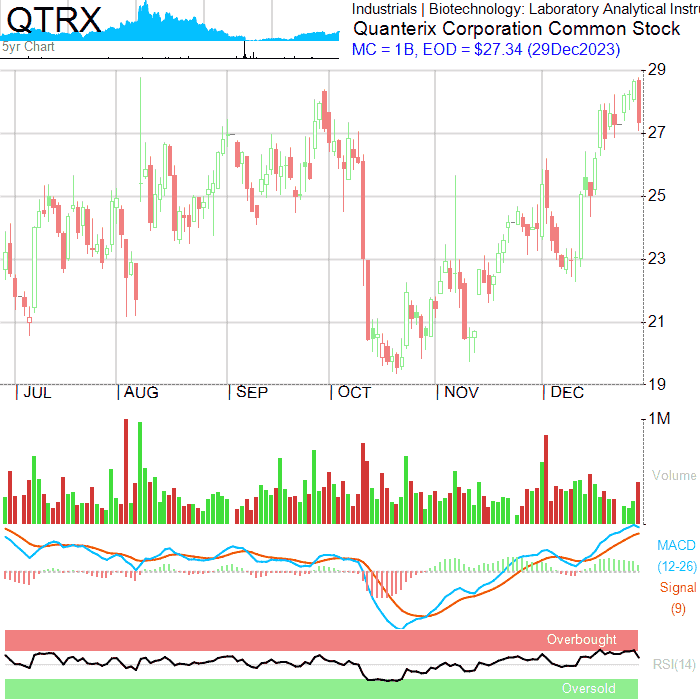 QTRX
5yr Chart
Industrials | Biotechnology: Laboratory Analytical Instru
Quanterix Corporation Common Stock
MC = 1B, EOD = $27.34 (29Dec2023)
29
27
25
23
21
19
| JUL | AUG | SEP | OCT | NOV | DEC
1M
Volume
MACD
(12-26)
Signal
(9)
Overbought
RSI(14)
Oversold